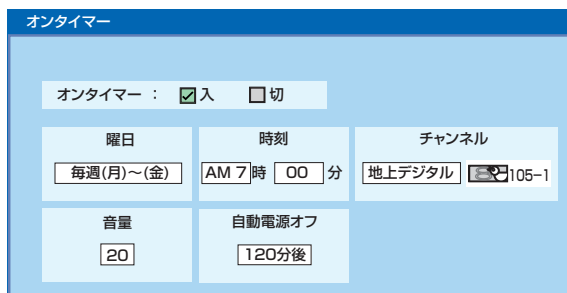 オンタイマー
オンタイマー : 入 切
曜日 時刻 チャンネル
毎週(月)~(金) AM 7時 00 分 地上デジタル 105-1
音量 自動電源オフ
20 120分後